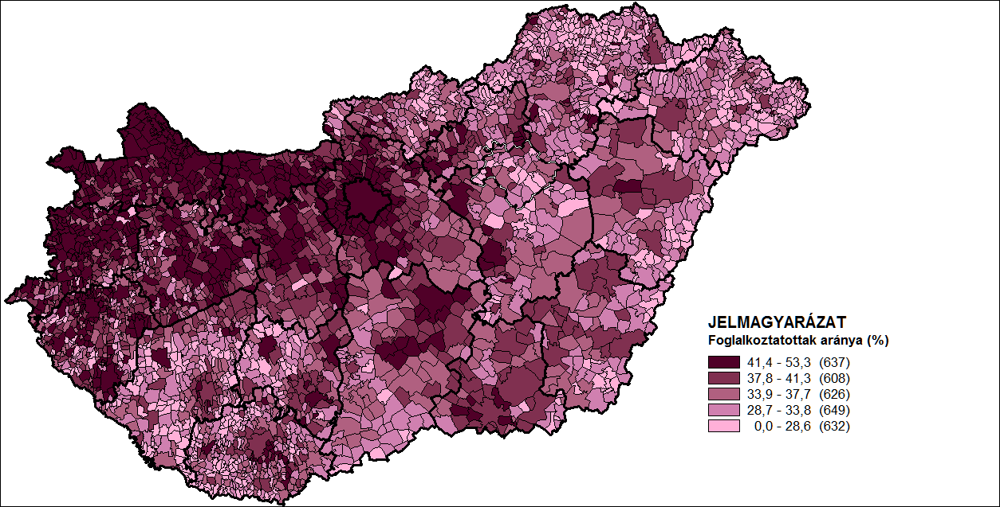 JELMAGYARÁZAT
Foglalkoztatottak aránya (%)
41,4 - 53,3 (637)
37,8 - 41,3 (608)
33,9 - 37,7 (626)
28,7 - 33,8 (649)
0,0 - 28,6 (632)